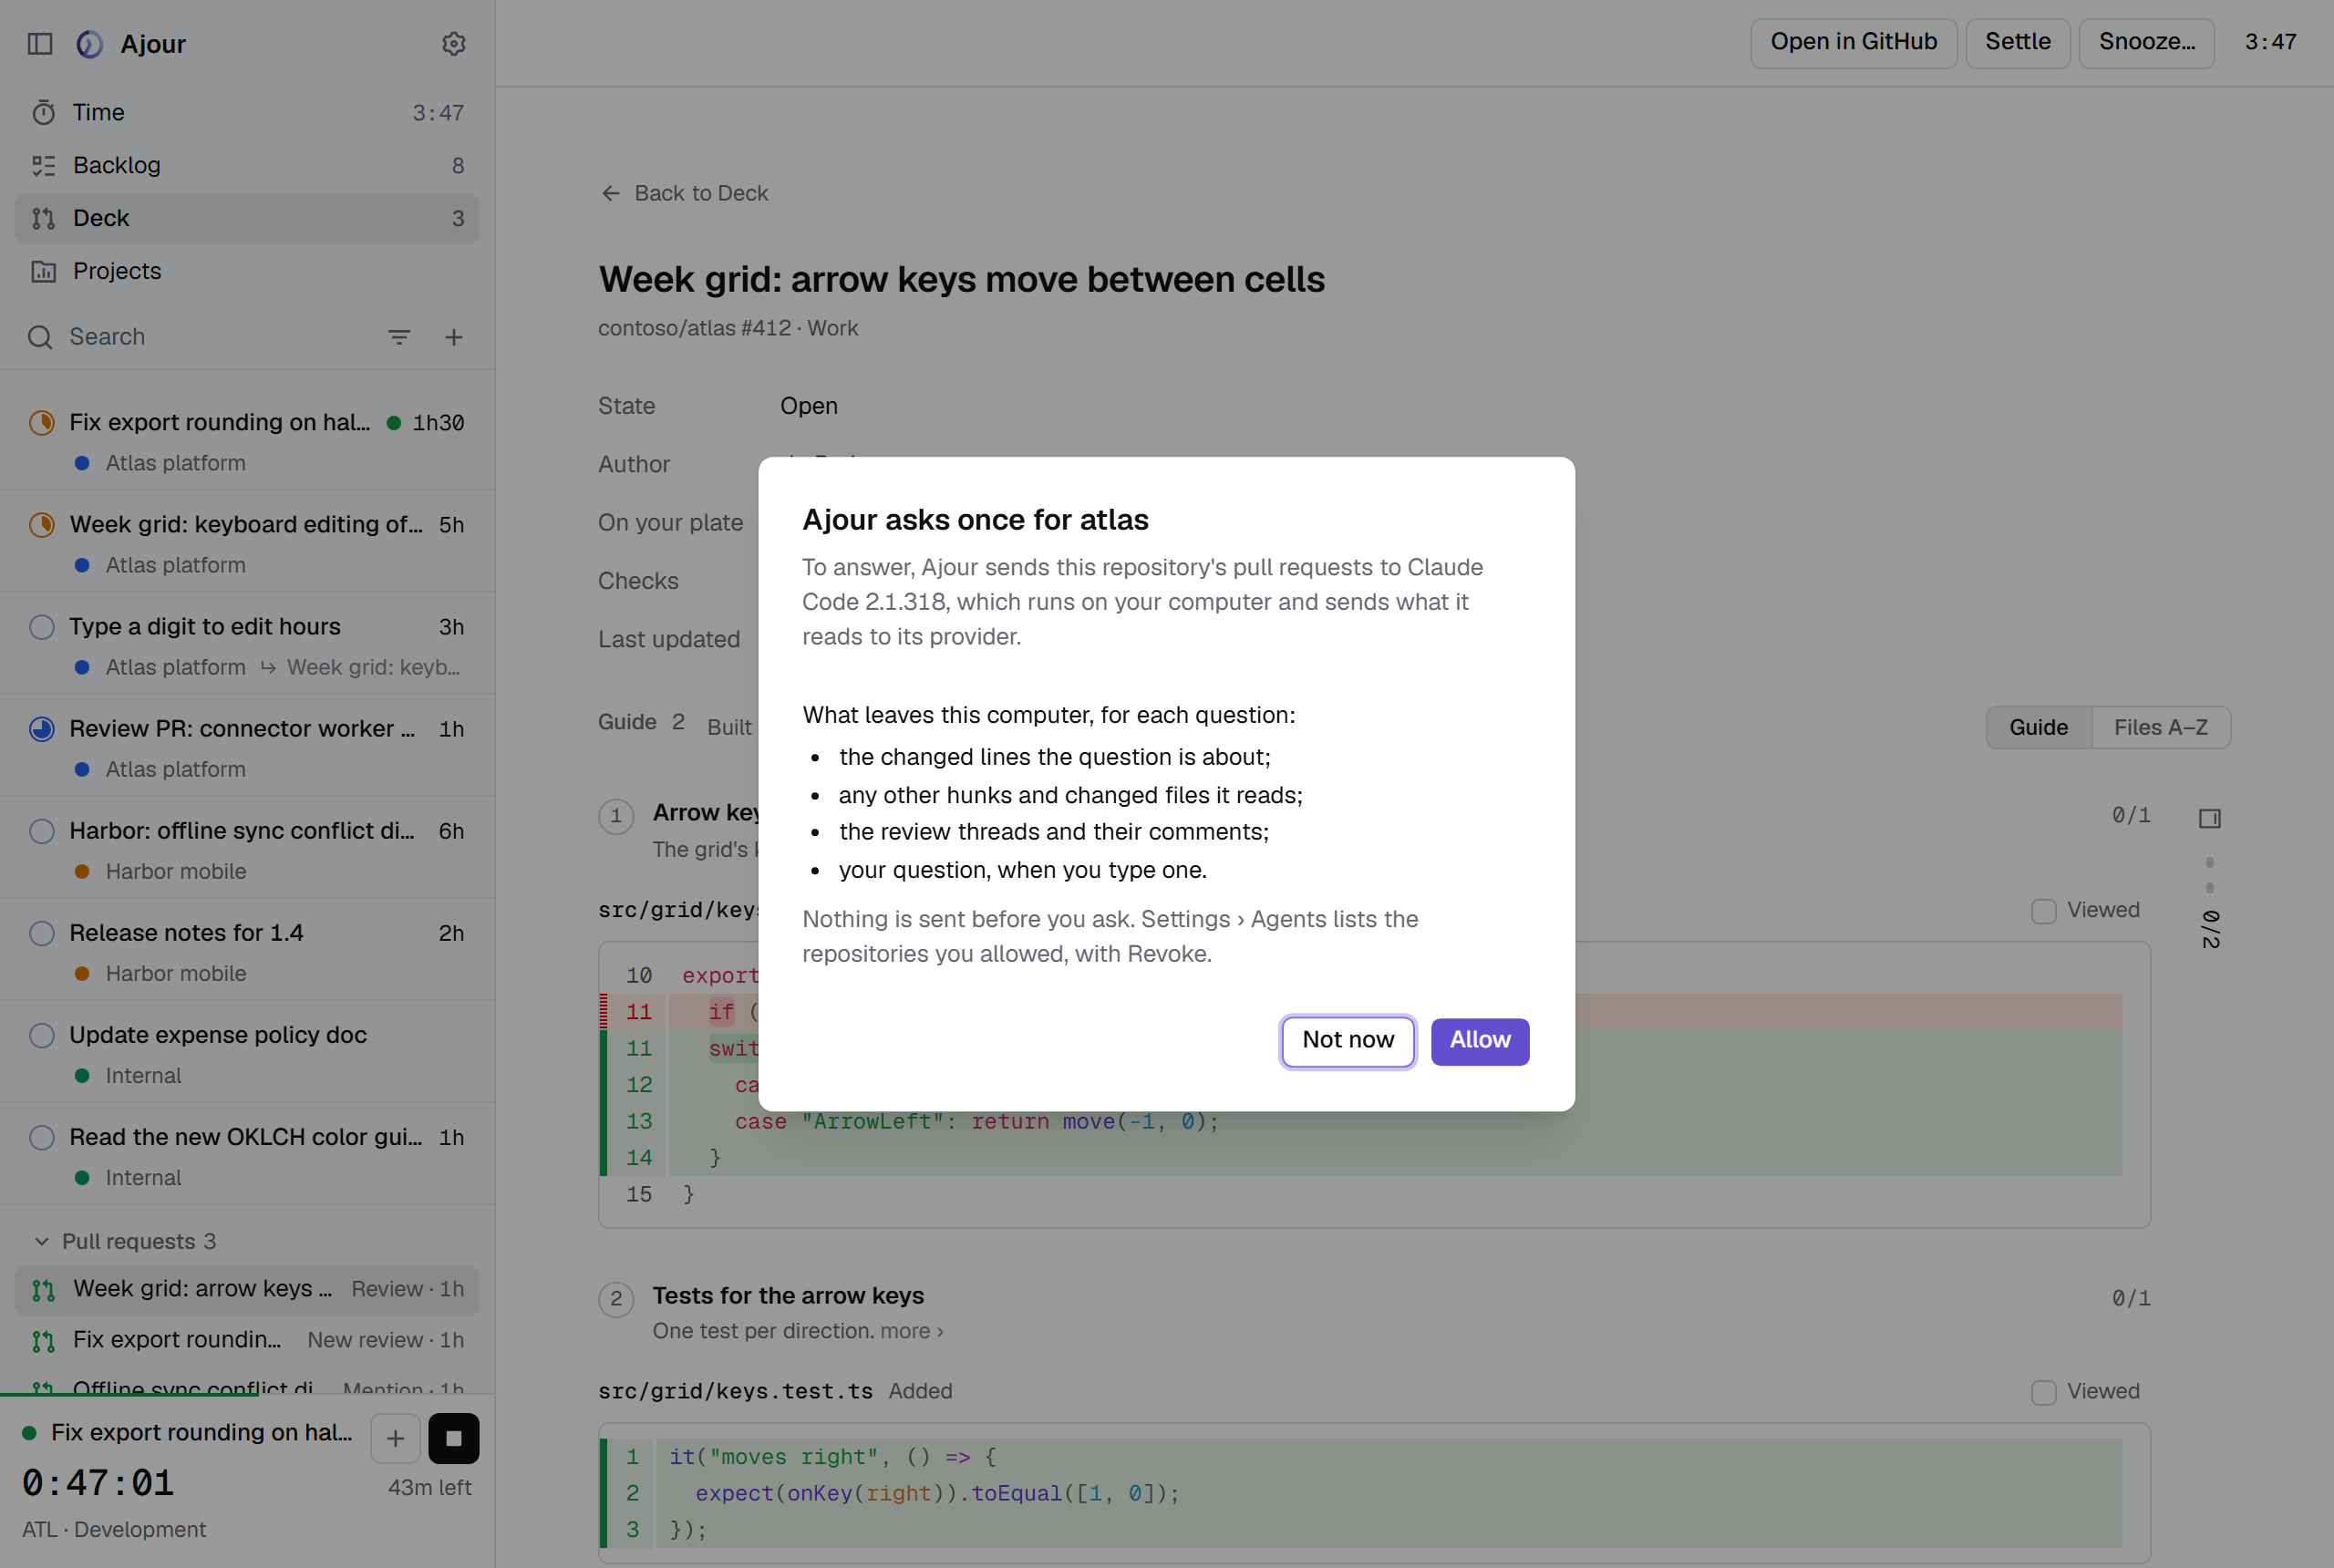 Ajour
Time 3:47
Backlog 8
Deck 3
Projects
Search
Fix export rounding on hal... 1h30
Atlas platform
Week grid: keyboard editing of... 5h
Atlas platform
Type a digit to edit hours 3h
Atlas platform ↳ Week grid: keyb...
Review PR: connector worker ... 1h
Atlas platform
Harbor: offline sync conflict di... 6h
Harbor mobile
Release notes for 1.4 2h
Harbor mobile
Update expense policy doc
Internal
Read the new OKLCH color gui... 1h
Internal
Pull requests 3
Week grid: arrow keys ... Review · 1h
Fix export roundin... New review · 1h
Offline sync conflict di Mention · 1h
Fix export rounding on hal...
0:47:01 43m left
ATL · Development
Open in GitHub Settle Snooze... 3:47
← Back to Deck
Week grid: arrow keys move between cells
contoso/atlas #412 · Work
State Open
Author
On your plate
Checks
Last updated
Guide 2 Built
Guide Files A–Z
1 Arrow key 0/1
The grid's
src/grid/key Viewed
0/2
10 export
11 if (
11 swit
12 ca
13 case "ArrowLeft": return move(-1, 0);
14 }
15 }
2 Tests for the arrow keys 0/1
One test per direction. more ›
src/grid/keys.test.ts Added Viewed
1 it("moves right", () => {
2 expect(onKey(right)).toEqual([1, 0]);
3 });
Ajour asks once for atlas
To answer, Ajour sends this repository's pull requests to Claude
Code 2.1.318, which runs on your computer and sends what it
reads to its provider.
What leaves this computer, for each question:
• the changed lines the question is about;
• any other hunks and changed files it reads;
• the review threads and their comments;
• your question, when you type one.
Nothing is sent before you ask. Settings › Agents lists the
repositories you allowed, with Revoke.
Not now Allow